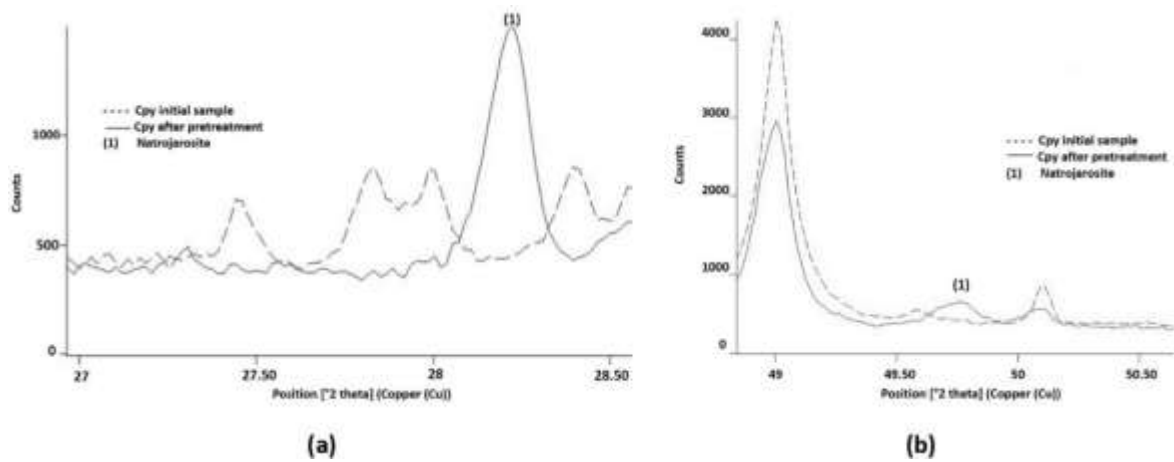 (1)
Cpy initial sample
Cpy after pretreatment
(1) Natrojarosite
Counts
1000
500
0
27
27.50
28
28.50
Position [°2 theta] (Copper (Cu))
(a)
4000
3000
2000
1000
0
Counts
Cpy initial sample
Cpy after pretreatment
(1) Natrojarosite
(1)
49
49.50
50
50.50
Position [°2 theta] (Copper (Cu))
(b)